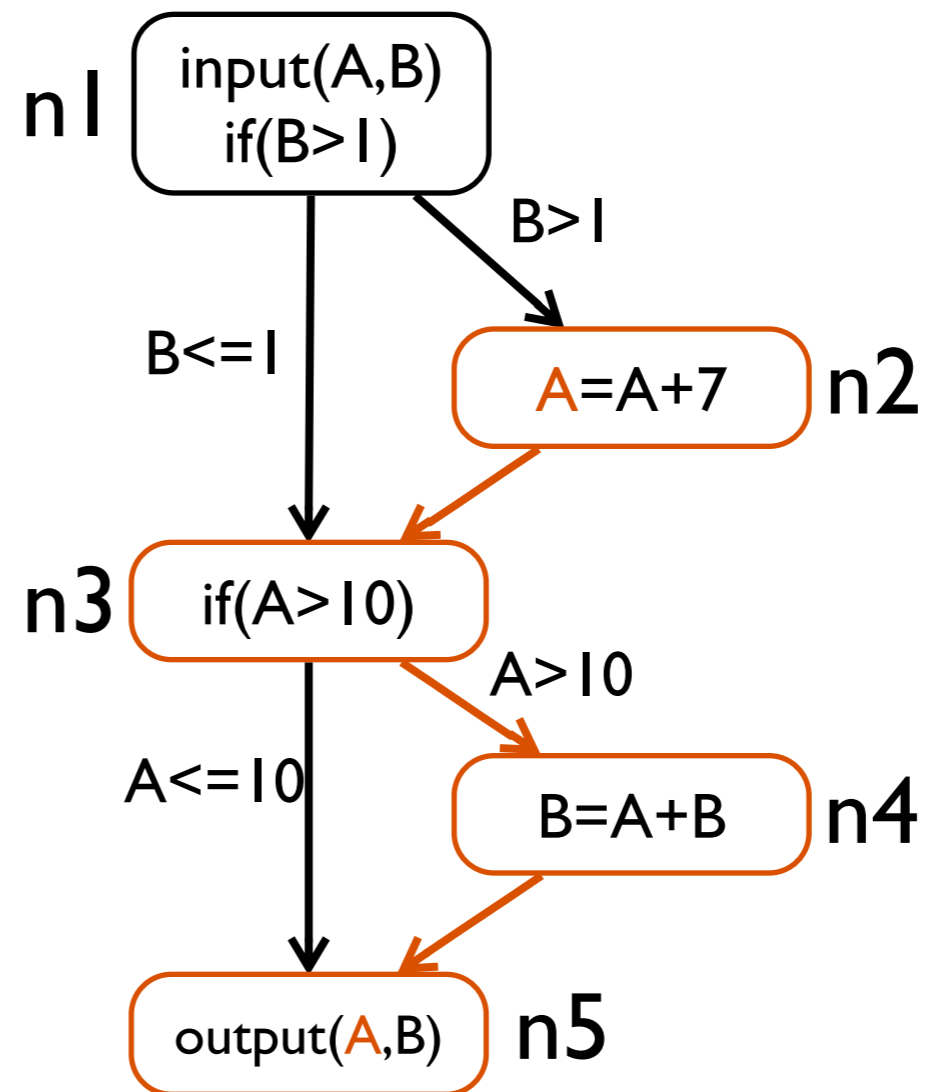 n1
input(A,B)
if(B>1)
B>1
B<=1
A=A+7
n2
n3
if(A>10)
A>10
A<=10
B=A+B
n4
output(A,B)
n5